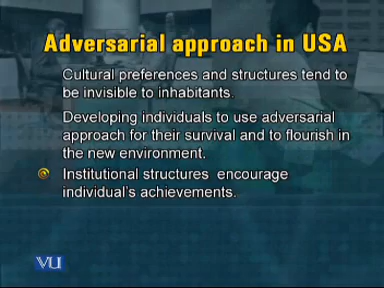 Adversarial approach in USA
Cultural preferences and structures tend to
be invisible to inhabitants.
Developing individuals to use adversarial
approach for their survival and to flourish in
the new environment.
Institutional structures encourage
individual's achievements.
VU